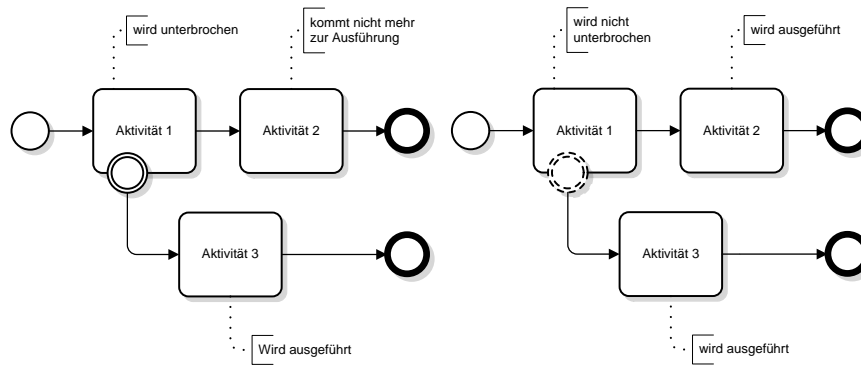 wird unterbrochen
kommt nicht mehr
zur Ausführung
Aktivität 1
Aktivität 2
Aktivität 3
Wird ausgeführt
wird nicht
unterbrochen
wird ausgeführt
Aktivität 1
Aktivität 2
Aktivität 3
wird ausgeführt